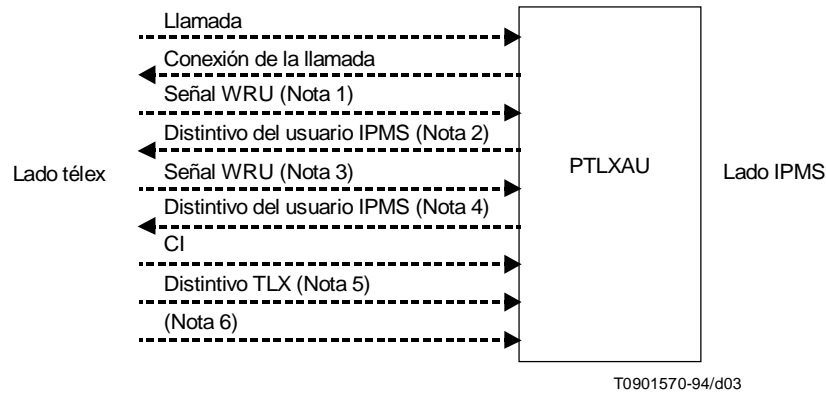 Llamada
Conexión de la llamada
Señal WRU (Nota 1)
Distintivo del usuario IPMS (Nota 2)
Lado télex
Señal WRU (Nota 3)
PTLXAU
Lado IPMS
Distintivo del usuario IPMS (Nota 4)
CI
Distintivo TLX (Nota 5)
(Nota 6)
T0901570-94/d03